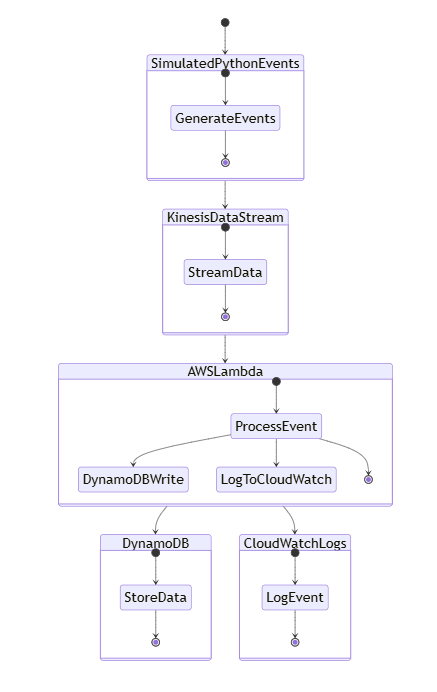 SimulatedPythonEvents
GenerateEvents
KinesisDataStream
StreamData
AWSLambda
ProcessEvent
DynamoDBWrite
LogToCloudWatch
DynamoDB
CloudWatchLogs
StoreData
LogEvent